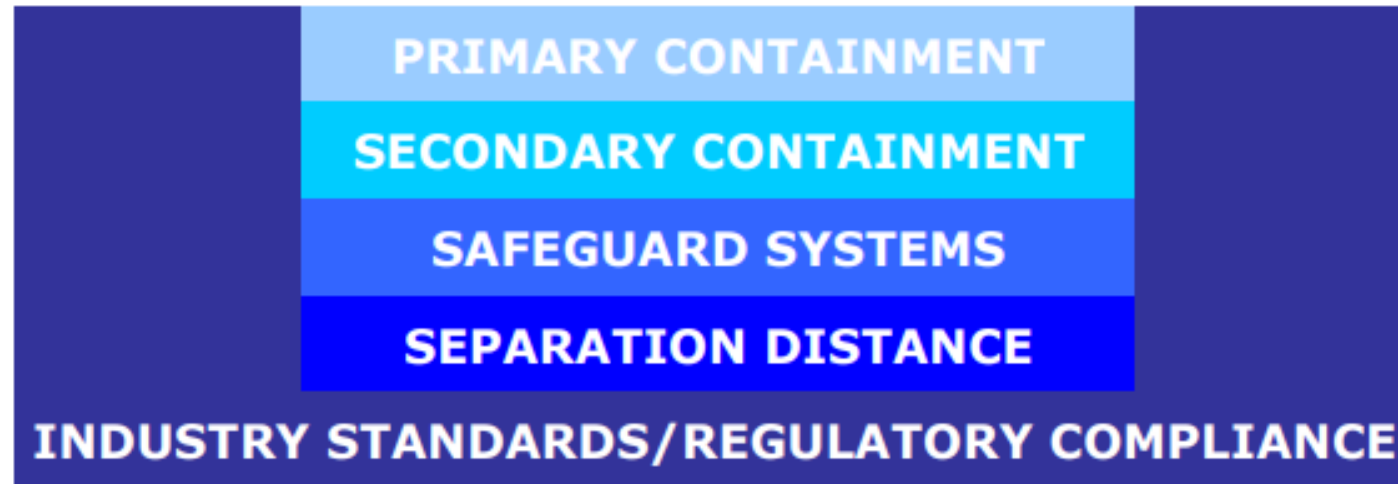 PRIMARY CONTAINMENT
SECONDARY CONTAINMENT
SAFEGUARD SYSTEMS
SEPARATION DISTANCE
INDUSTRY STANDARDS/REGULATORY COMPLIANCE